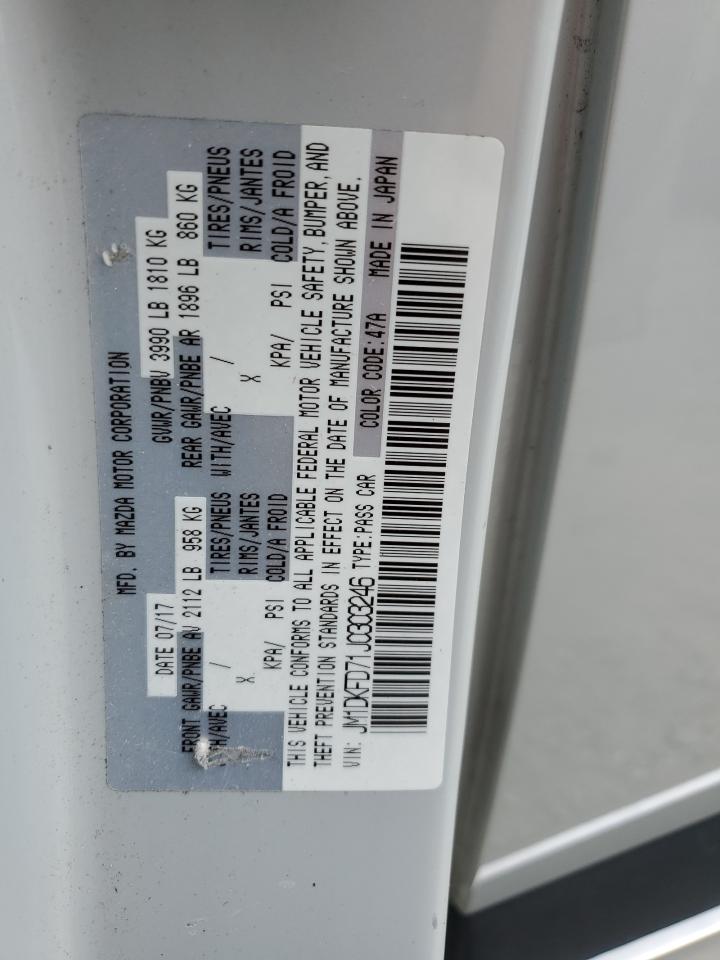 MFD. BY MAZDA MOTOR CORPORATION
DATE 07/17 GVWR/PNBV 3990 LB 1810 KG
FRONT GAWR/PNBE AV 2112 LB 958 KG REAR GAWR/PNBE AR 1896 LB 860 KG
TH/AVEC TIRES/PNEUS WITH/AVEC TIRES/PNEUS
X / RIMS/JANTES X / RIMS/JANTES
KPA/ PSI COLD/A FROID KPA/ PSI COLD/A FROID
THIS VEHICLE CONFORMS TO ALL APPLICABLE FEDERAL MOTOR VEHICLE SAFETY, BUMPER, AND
THEFT PREVENTION STANDARDS IN EFFECT ON THE DATE OF MANUFACTURE SHOWN ABOVE.
VIN: JM1DKFD71J0303246 TYPE:PASS CAR COLOR CODE:47A MADE IN JAPAN